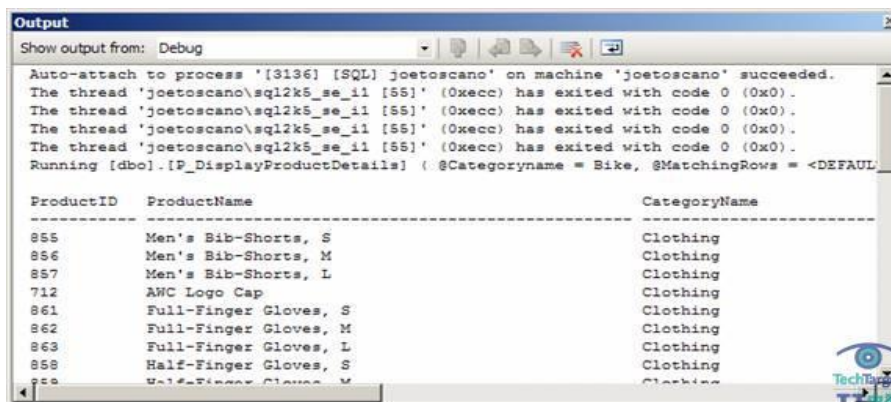 Output
Show output from: Debug
Auto-attach to process '[3136] [SQL] joetoscano' on machine 'joetoscano' succeeded.
The thread 'joetoscano\sql2k5_se_i1 [55]' (0xecc) has exited with code 0 (0x0).
The thread 'joetoscano\sql2k5_se_i1 [55]' (0xecc) has exited with code 0 (0x0).
The thread 'joetoscano\sql2k5_se_i1 [55]' (0xecc) has exited with code 0 (0x0).
The thread 'joetoscano\sql2k5_se_i1 [55]' (0xecc) has exited with code 0 (0x0).
Running [dbo].[P_DisplayProductDetails] ( @Categoryname = Bike, @MatchingRows = <DEFAUL
ProductID ProductName CategoryName
855 Men's Bib-Shorts, S Clothing
856 Men's Bib-Shorts, M Clothing
857 Men's Bib-Shorts, L Clothing
712 AWC Logo Cap Clothing
861 Full-Finger Gloves, S Clothing
862 Full-Finger Gloves, M Clothing
863 Full-Finger Gloves, L Clothing
858 Half-Finger Gloves, S Clothing
859 Half-Finger Gloves, M Clothing